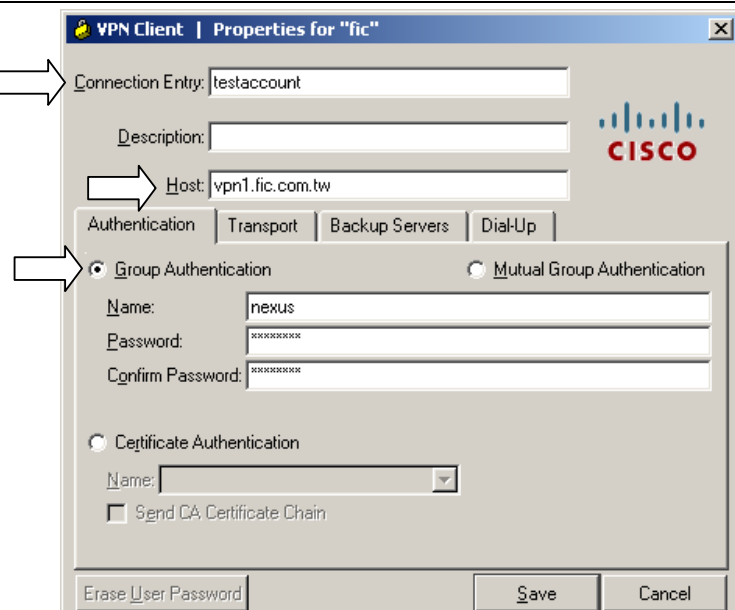 VPN Client | Properties for "fic"
Connection Entry: testaccount
Description:
CISCO
Host: vpn1.fic.com.tw
Authentication Transport Backup Servers Dial-Up
Group Authentication Mutual Group Authentication
Name: nexus
Password: ********
Confirm Password: ********
Certificate Authentication
Name:
Send CA Certificate Chain
Erase User Password Save Cancel